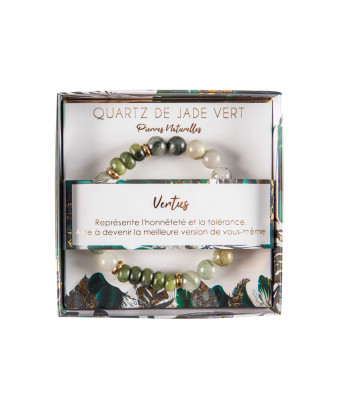 QUARTZ DE JADE VERT
Pierres Naturelles
Vertus
Représente l'honnêteté et la tolérance.
à devenir la meilleure version de vous-même